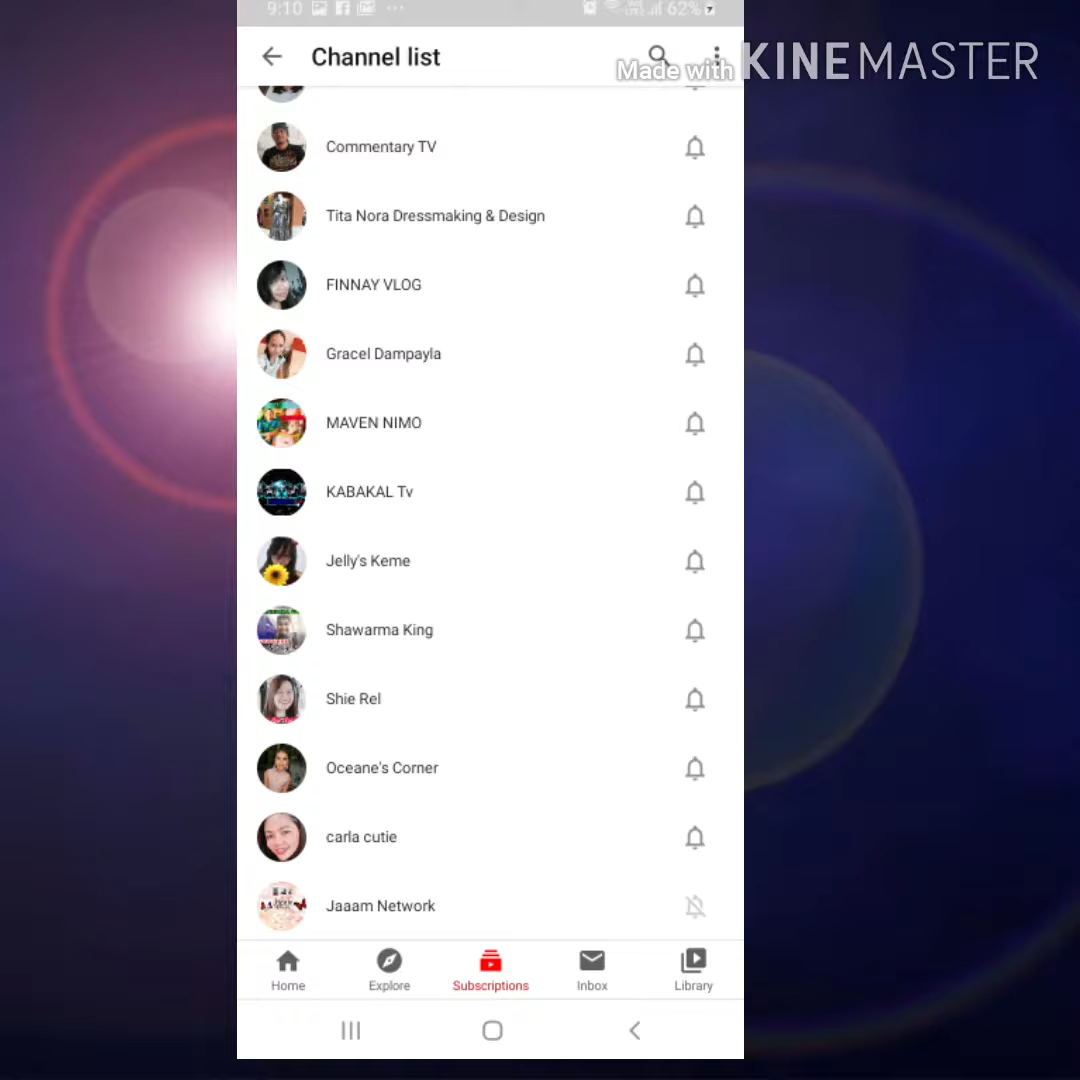 9:10
62%
Channel list
Made with KINEMASTER
Commentary TV
Tita Nora Dressmaking & Design
FINNAY VLOG
Gracel Dampayla
MAVEN NIMO
KABAKAL Tv
Jelly's Keme
Shawarma King
Shie Rel
Oceane's Corner
carla cutie
Jaaam Network
Home
Explore
Subscriptions
Inbox
Library